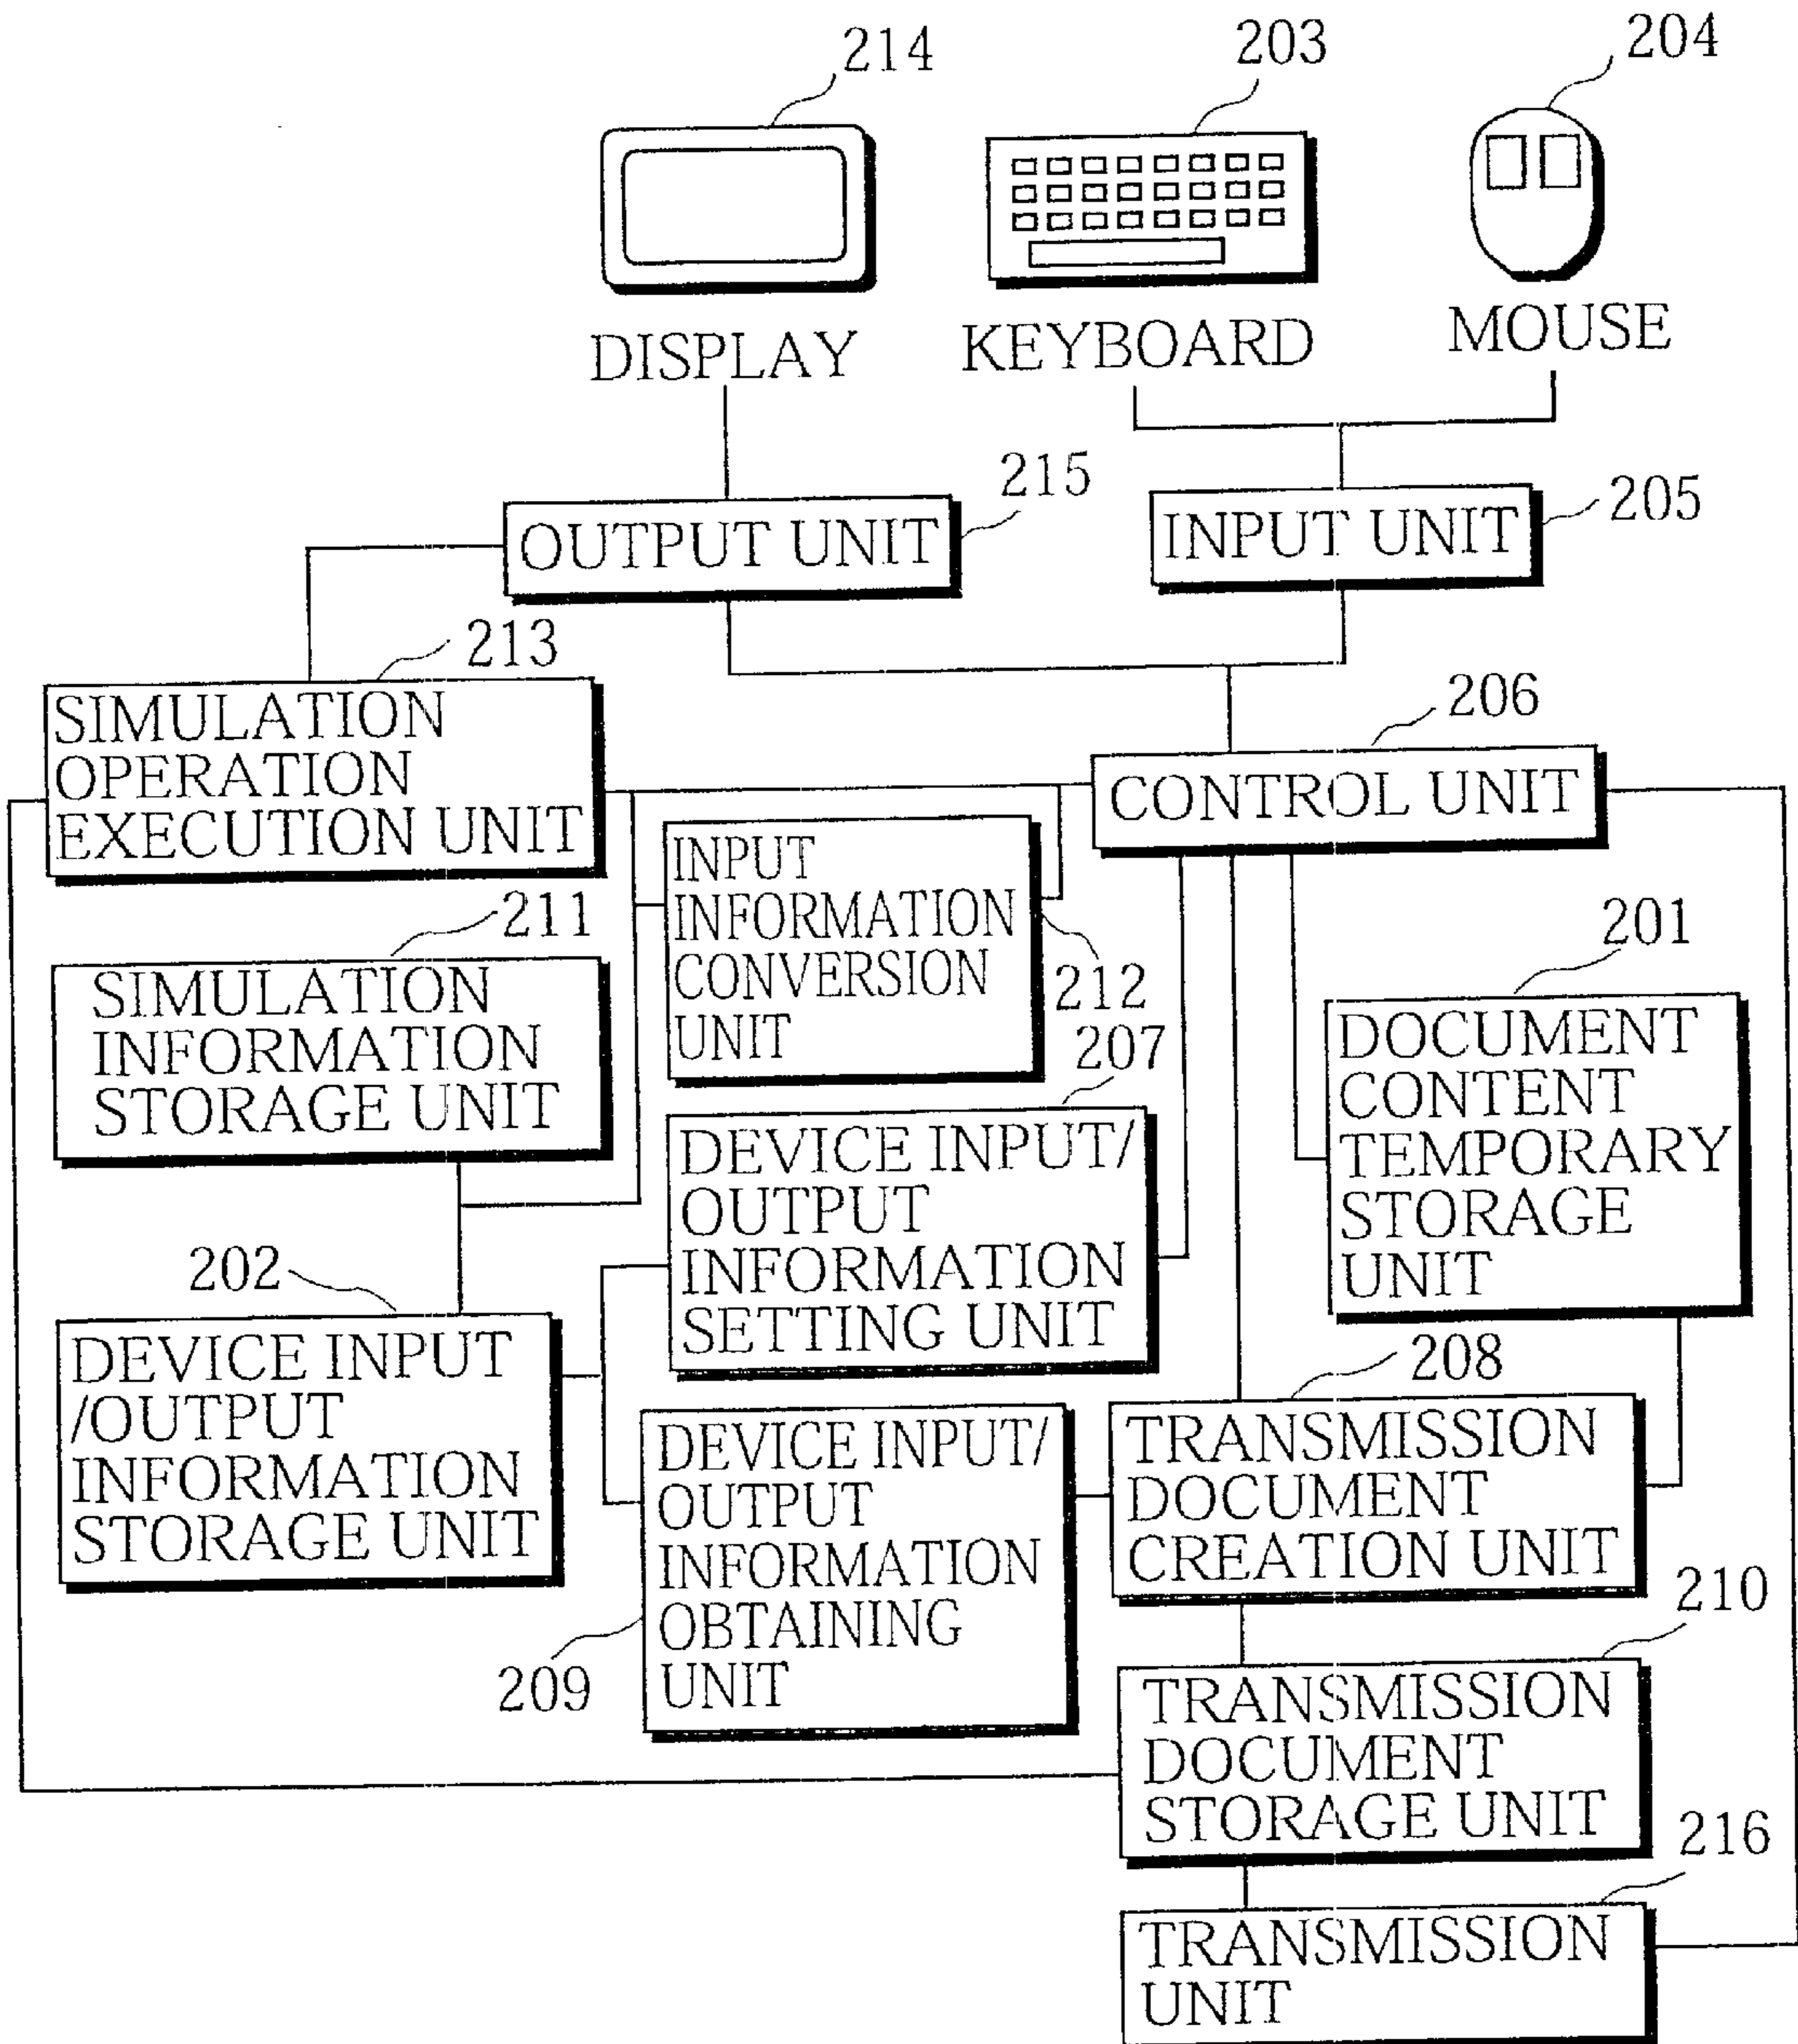 214
203
204
DISPLAY
KEYBOARD
MOUSE
215
205
OUTPUT UNIT
INPUT UNIT
213
206
SIMULATION
OPERATION
EXECUTION UNIT
CONTROL UNIT
INPUT
INFORMATION
CONVERSION
UNIT
212
211
SIMULATION
INFORMATION
STORAGE UNIT
201
DOCUMENT
CONTENT
TEMPORARY
STORAGE
UNIT
207
DEVICE INPUT/
OUTPUT
INFORMATION
SETTING UNIT
202
DEVICE INPUT
/OUTPUT
INFORMATION
STORAGE UNIT
208
TRANSMISSION
DOCUMENT
CREATION UNIT
DEVICE INPUT/
OUTPUT
INFORMATION
OBTAINING
UNIT
209
210
TRANSMISSION
DOCUMENT
STORAGE UNIT
216
TRANSMISSION
UNIT